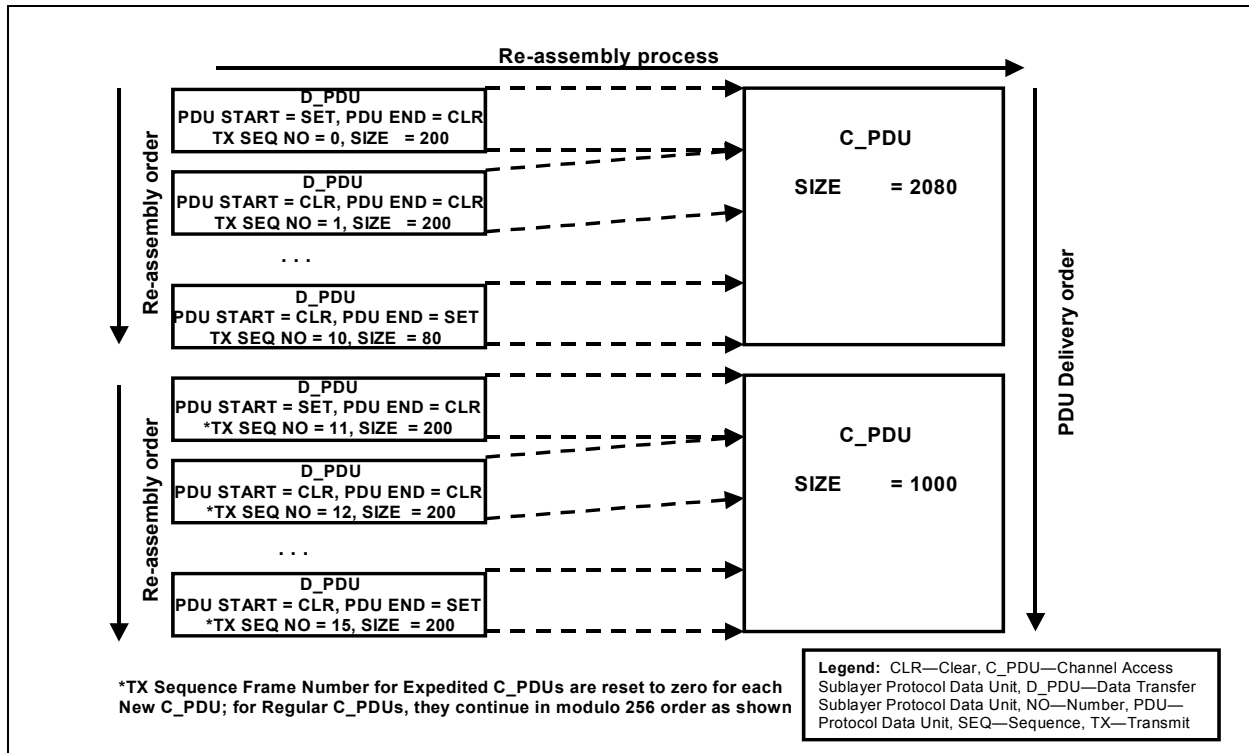 Re-assembly process
Re-assembly order
D_PDU
PDU START = SET, PDU END = CLR
TX SEQ NO = 0, SIZE = 200
D_PDU
PDU START = CLR, PDU END = CLR
TX SEQ NO = 1, SIZE = 200
. . .
D_PDU
PDU START = CLR, PDU END = SET
TX SEQ NO = 10, SIZE = 80
C_PDU
SIZE = 2080
Re-assembly order
D_PDU
PDU START = SET, PDU END = CLR
*TX SEQ NO = 11, SIZE = 200
D_PDU
PDU START = CLR, PDU END = CLR
*TX SEQ NO = 12, SIZE = 200
. . .
D_PDU
PDU START = CLR, PDU END = SET
*TX SEQ NO = 15, SIZE = 200
C_PDU
SIZE = 1000
PDU Delivery order
*TX Sequence Frame Number for Expedited C_PDUs are reset to zero for each
New C_PDU; for Regular C_PDUs, they continue in modulo 256 order as shown
Legend: CLR—Clear, C_PDU—Channel Access
Sublayer Protocol Data Unit, D_PDU—Data Transfer
Sublayer Protocol Data Unit, NO—Number, PDU—
Protocol Data Unit, SEQ—Sequence, TX—Transmit